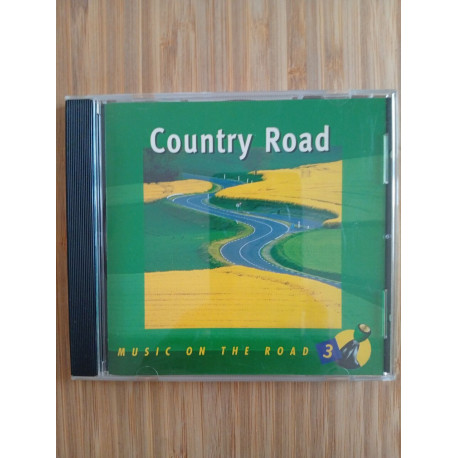 Country Road
MUSIC ON THE ROAD 3